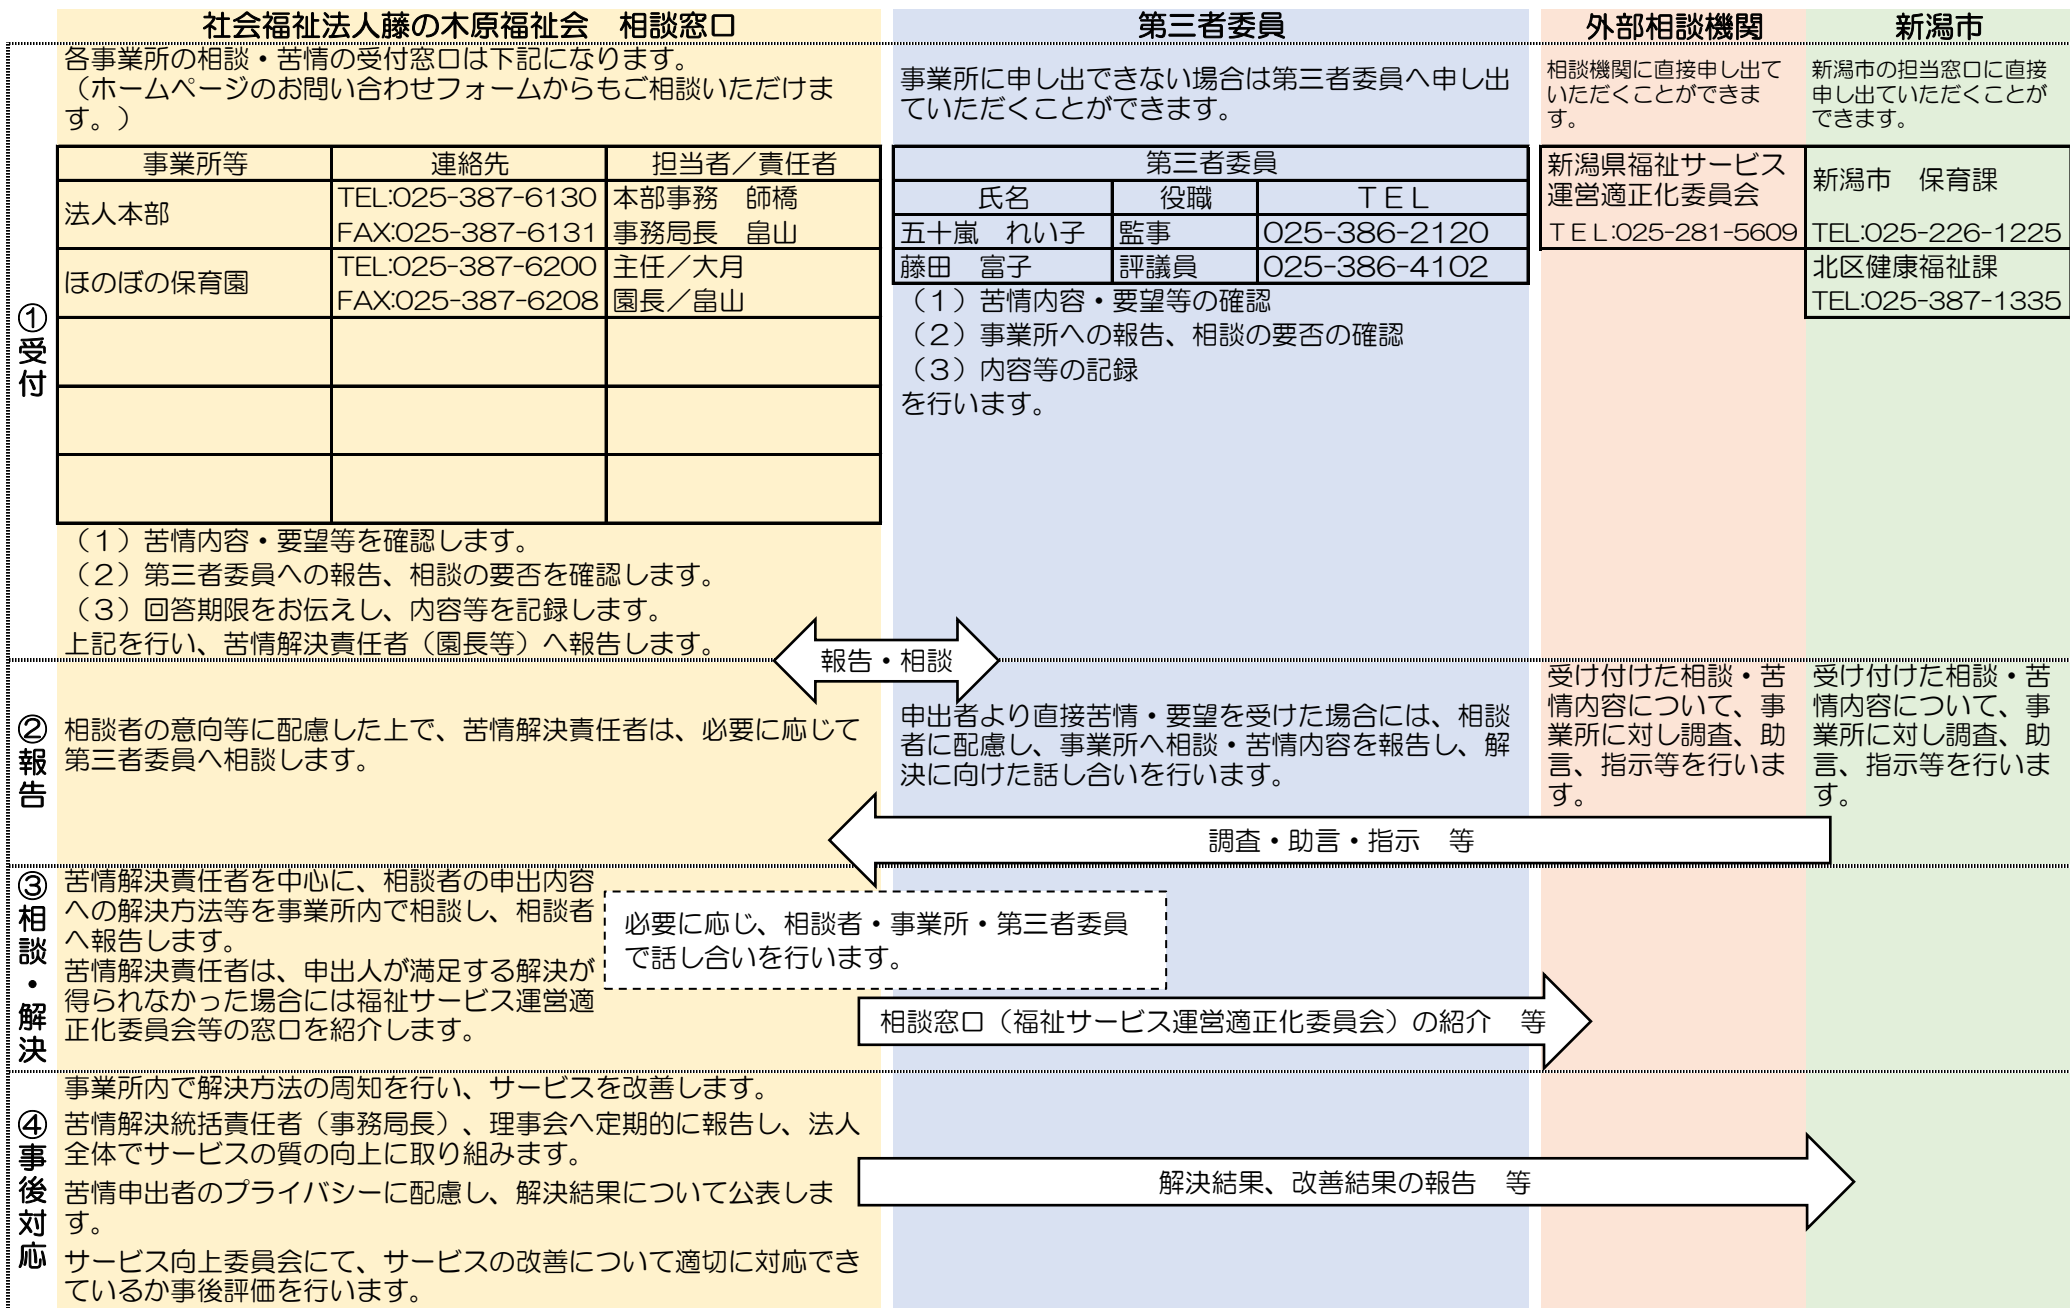 社会福祉法人藤の木原福祉会　相談窓口
第三者委員
外部相談機関
新潟市
①受付
各事業所の相談・苦情の受付窓口は下記になります。
（ホームページのお問い合わせフォームからもご相談いただけま
す。）
事業所等
連絡先
担当者／責任者
法人本部
TEL:025-387-6130
本部事務　師橋
FAX:025-387-6131
事務局長　畠山
ほのぼの保育園
TEL:025-387-6200
主任／大月
FAX:025-387-6208
園長／畠山
（１）苦情内容・要望等を確認します。
（２）第三者委員への報告、相談の要否を確認します。
（３）回答期限をお伝えし、内容等を記録します。
上記を行い、苦情解決責任者（園長等）へ報告します。
事業所に申し出できない場合は第三者委員へ申し出
ていただくことができます。
第三者委員
氏名
役職
ＴＥＬ
五十嵐　れい子
監事
025-386-2120
藤田　富子
評議員
025-386-4102
（１）苦情内容・要望等の確認
（２）事業所への報告、相談の要否の確認
（３）内容等の記録
を行います。
相談機関に直接申し出て
いただくことができま
す。
新潟県福祉サービス
運営適正化委員会
ＴＥＬ:025-281-5609
新潟市の担当窓口に直接
申し出ていただくことが
できます。
新潟市　保育課
TEL:025-226-1225
北区健康福祉課
TEL:025-387-1335
報告・相談
②報告
相談者の意向等に配慮した上で、苦情解決責任者は、必要に応じて
第三者委員へ相談します。
申出者より直接苦情・要望を受けた場合には、相談
者に配慮し、事業所へ相談・苦情内容を報告し、解
決に向けた話し合いを行います。
受け付けた相談・苦
情内容について、事
業所に対し調査、助
言、指示等を行いま
す。
受け付けた相談・苦
情内容について、事
業所に対し調査、助
言、指示等を行いま
す。
調査・助言・指示　等
③相談・解決
苦情解決責任者を中心に、相談者の申出内容
への解決方法等を事業所内で相談し、相談者
へ報告します。
苦情解決責任者は、申出人が満足する解決が
得られなかった場合には福祉サービス運営適
正化委員会等の窓口を紹介します。
必要に応じ、相談者・事業所・第三者委員
で話し合いを行います。
相談窓口（福祉サービス運営適正化委員会）の紹介　等
④事後対応
事業所内で解決方法の周知を行い、サービスを改善します。
苦情解決統括責任者（事務局長）、理事会へ定期的に報告し、法人
全体でサービスの質の向上に取り組みます。
苦情申出者のプライバシーに配慮し、解決結果について公表しま
す。
サービス向上委員会にて、サービスの改善について適切に対応でき
ているか事後評価を行います。
解決結果、改善結果の報告　等